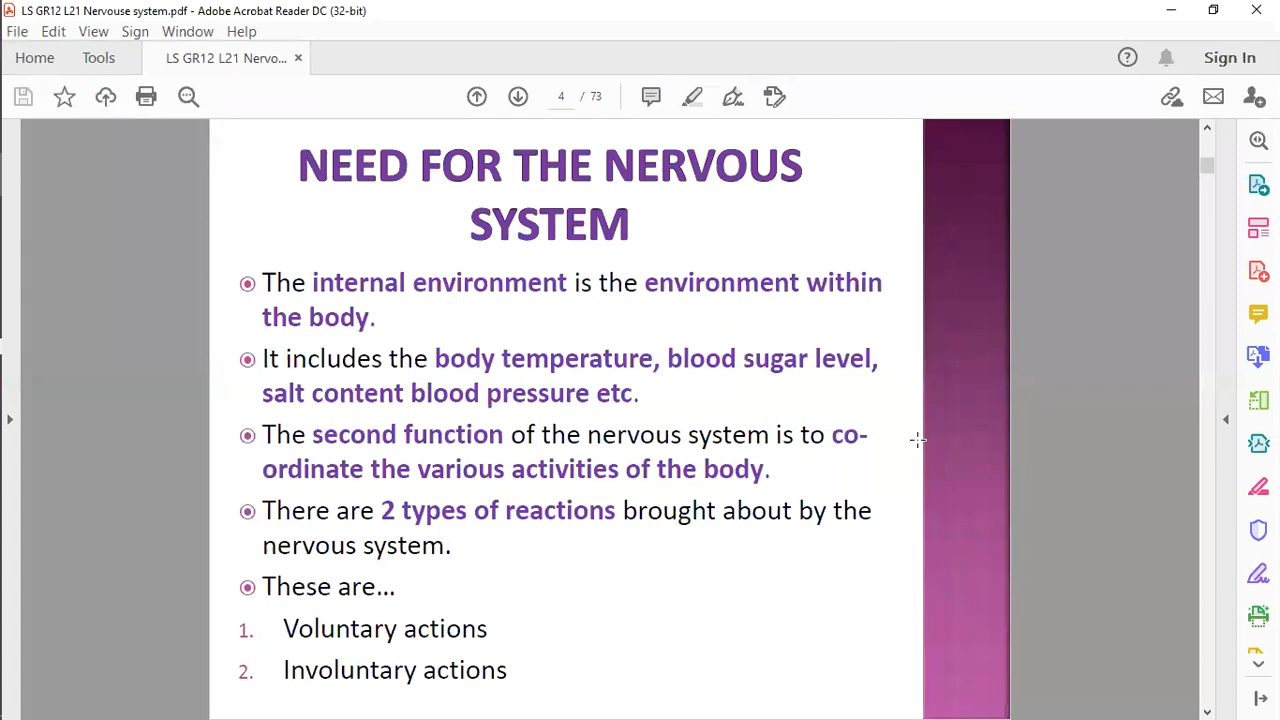 LS GR12 L21 Nervouse system.pdf - Adobe Acrobat Reader DC (32-bit)
File Edit View Sign Window Help
Home Tools LS GR12 L21 Nervo... × Sign In
4 / 73
NEED FOR THE NERVOUS
SYSTEM
The internal environment is the environment within
the body.
It includes the body temperature, blood sugar level,
salt content blood pressure etc.
The second function of the nervous system is to co-
ordinate the various activities of the body.
There are 2 types of reactions brought about by the
nervous system.
These are...
1. Voluntary actions
2. Involuntary actions